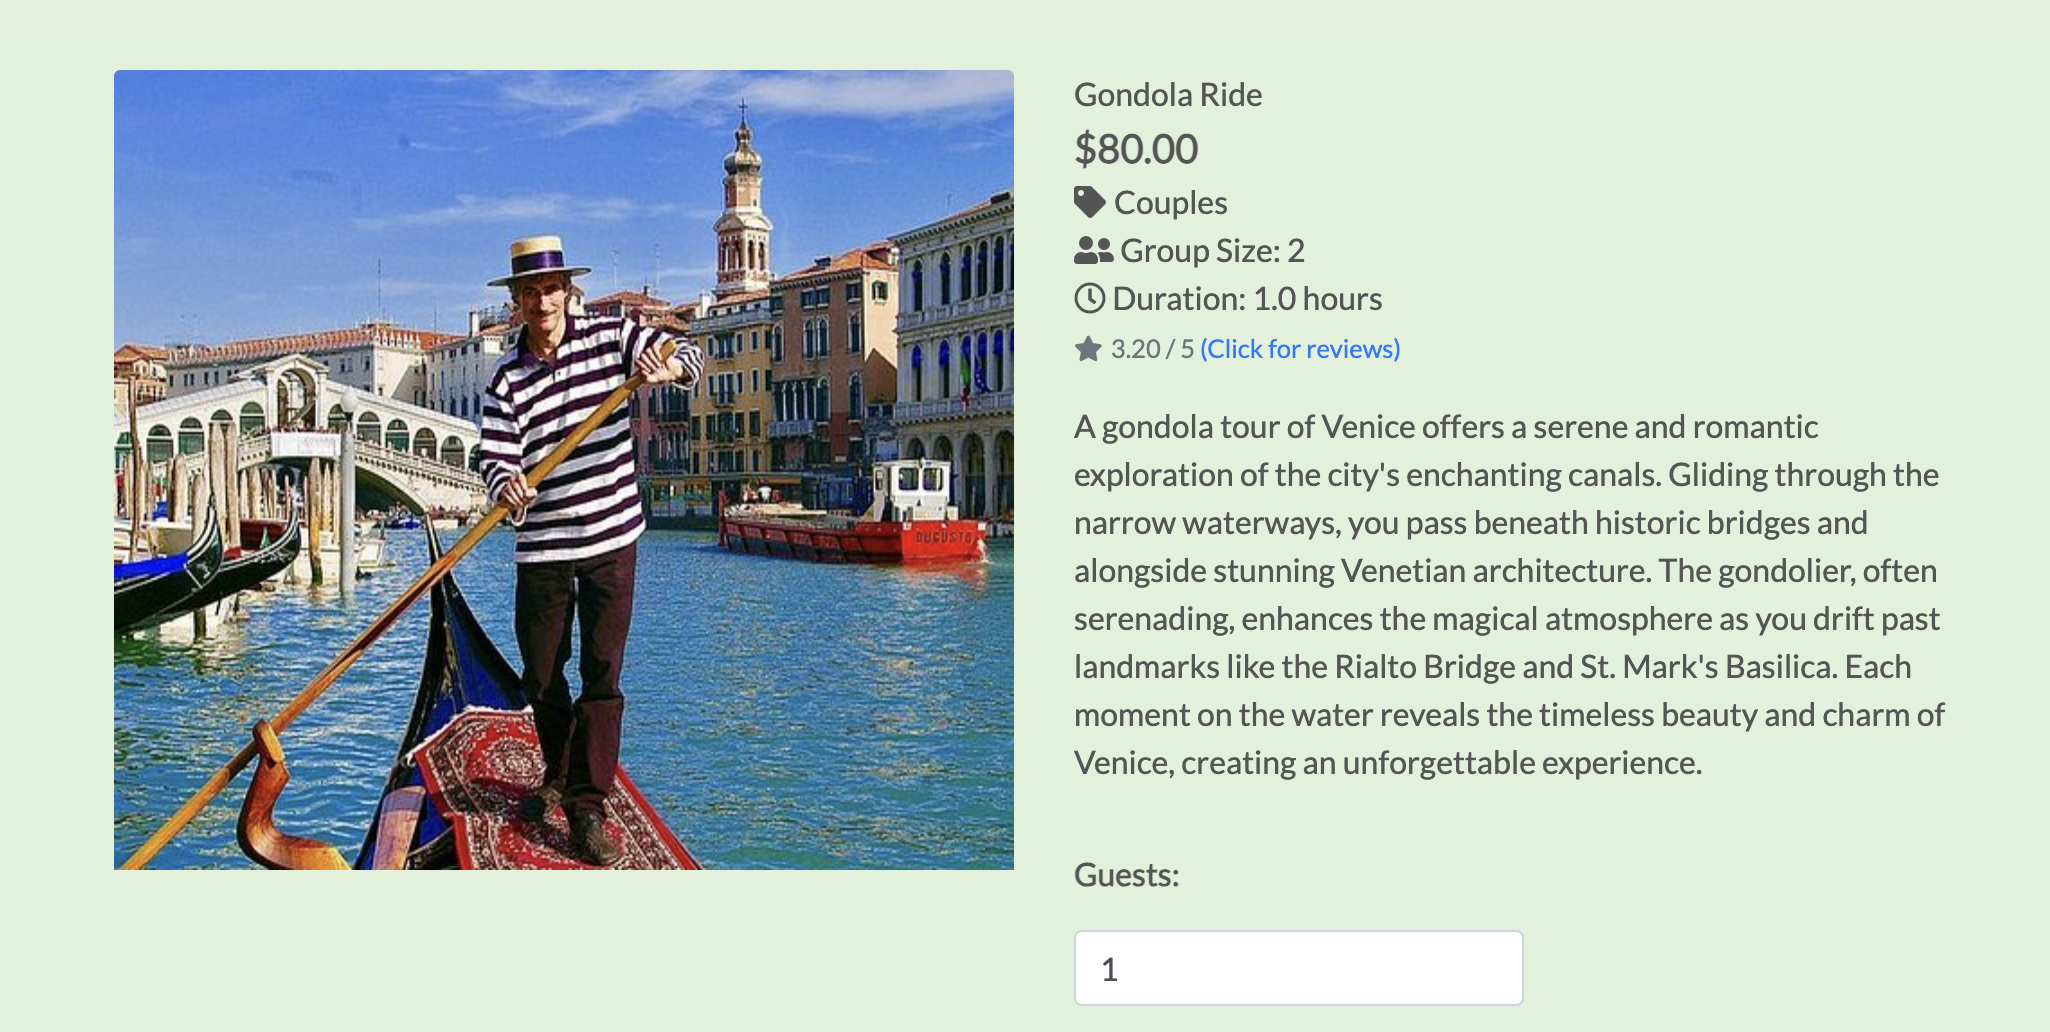 Gondola Ride
$80.00
Couples
Group Size: 2
Duration: 1.0 hours
3.20 / 5 (Click for reviews)
A gondola tour of Venice offers a serene and romantic
exploration of the city's enchanting canals. Gliding through the
narrow waterways, you pass beneath historic bridges and
alongside stunning Venetian architecture. The gondolier, often
serenading, enhances the magical atmosphere as you drift past
landmarks like the Rialto Bridge and St. Mark's Basilica. Each
moment on the water reveals the timeless beauty and charm of
Venice, creating an unforgettable experience.
Guests:
1